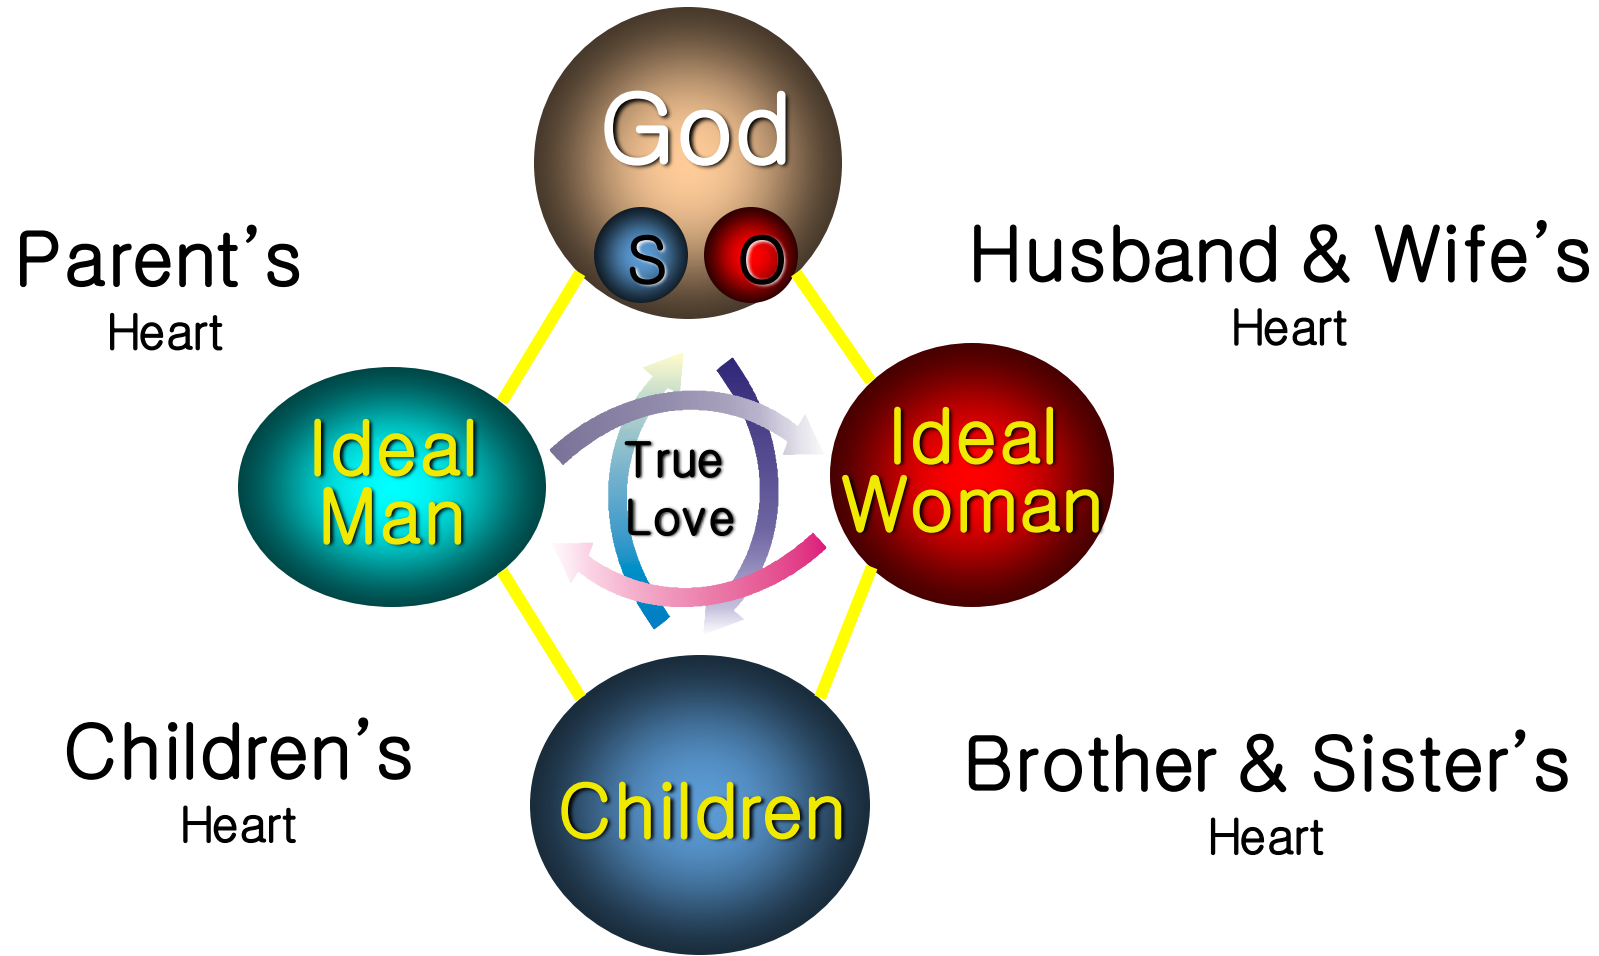 God
S O
Parent's
Heart
Husband & Wife's
Heart
Ideal
Man
True
Love
Ideal
Woman
Children's
Heart
Children
Brother & Sister's
Heart